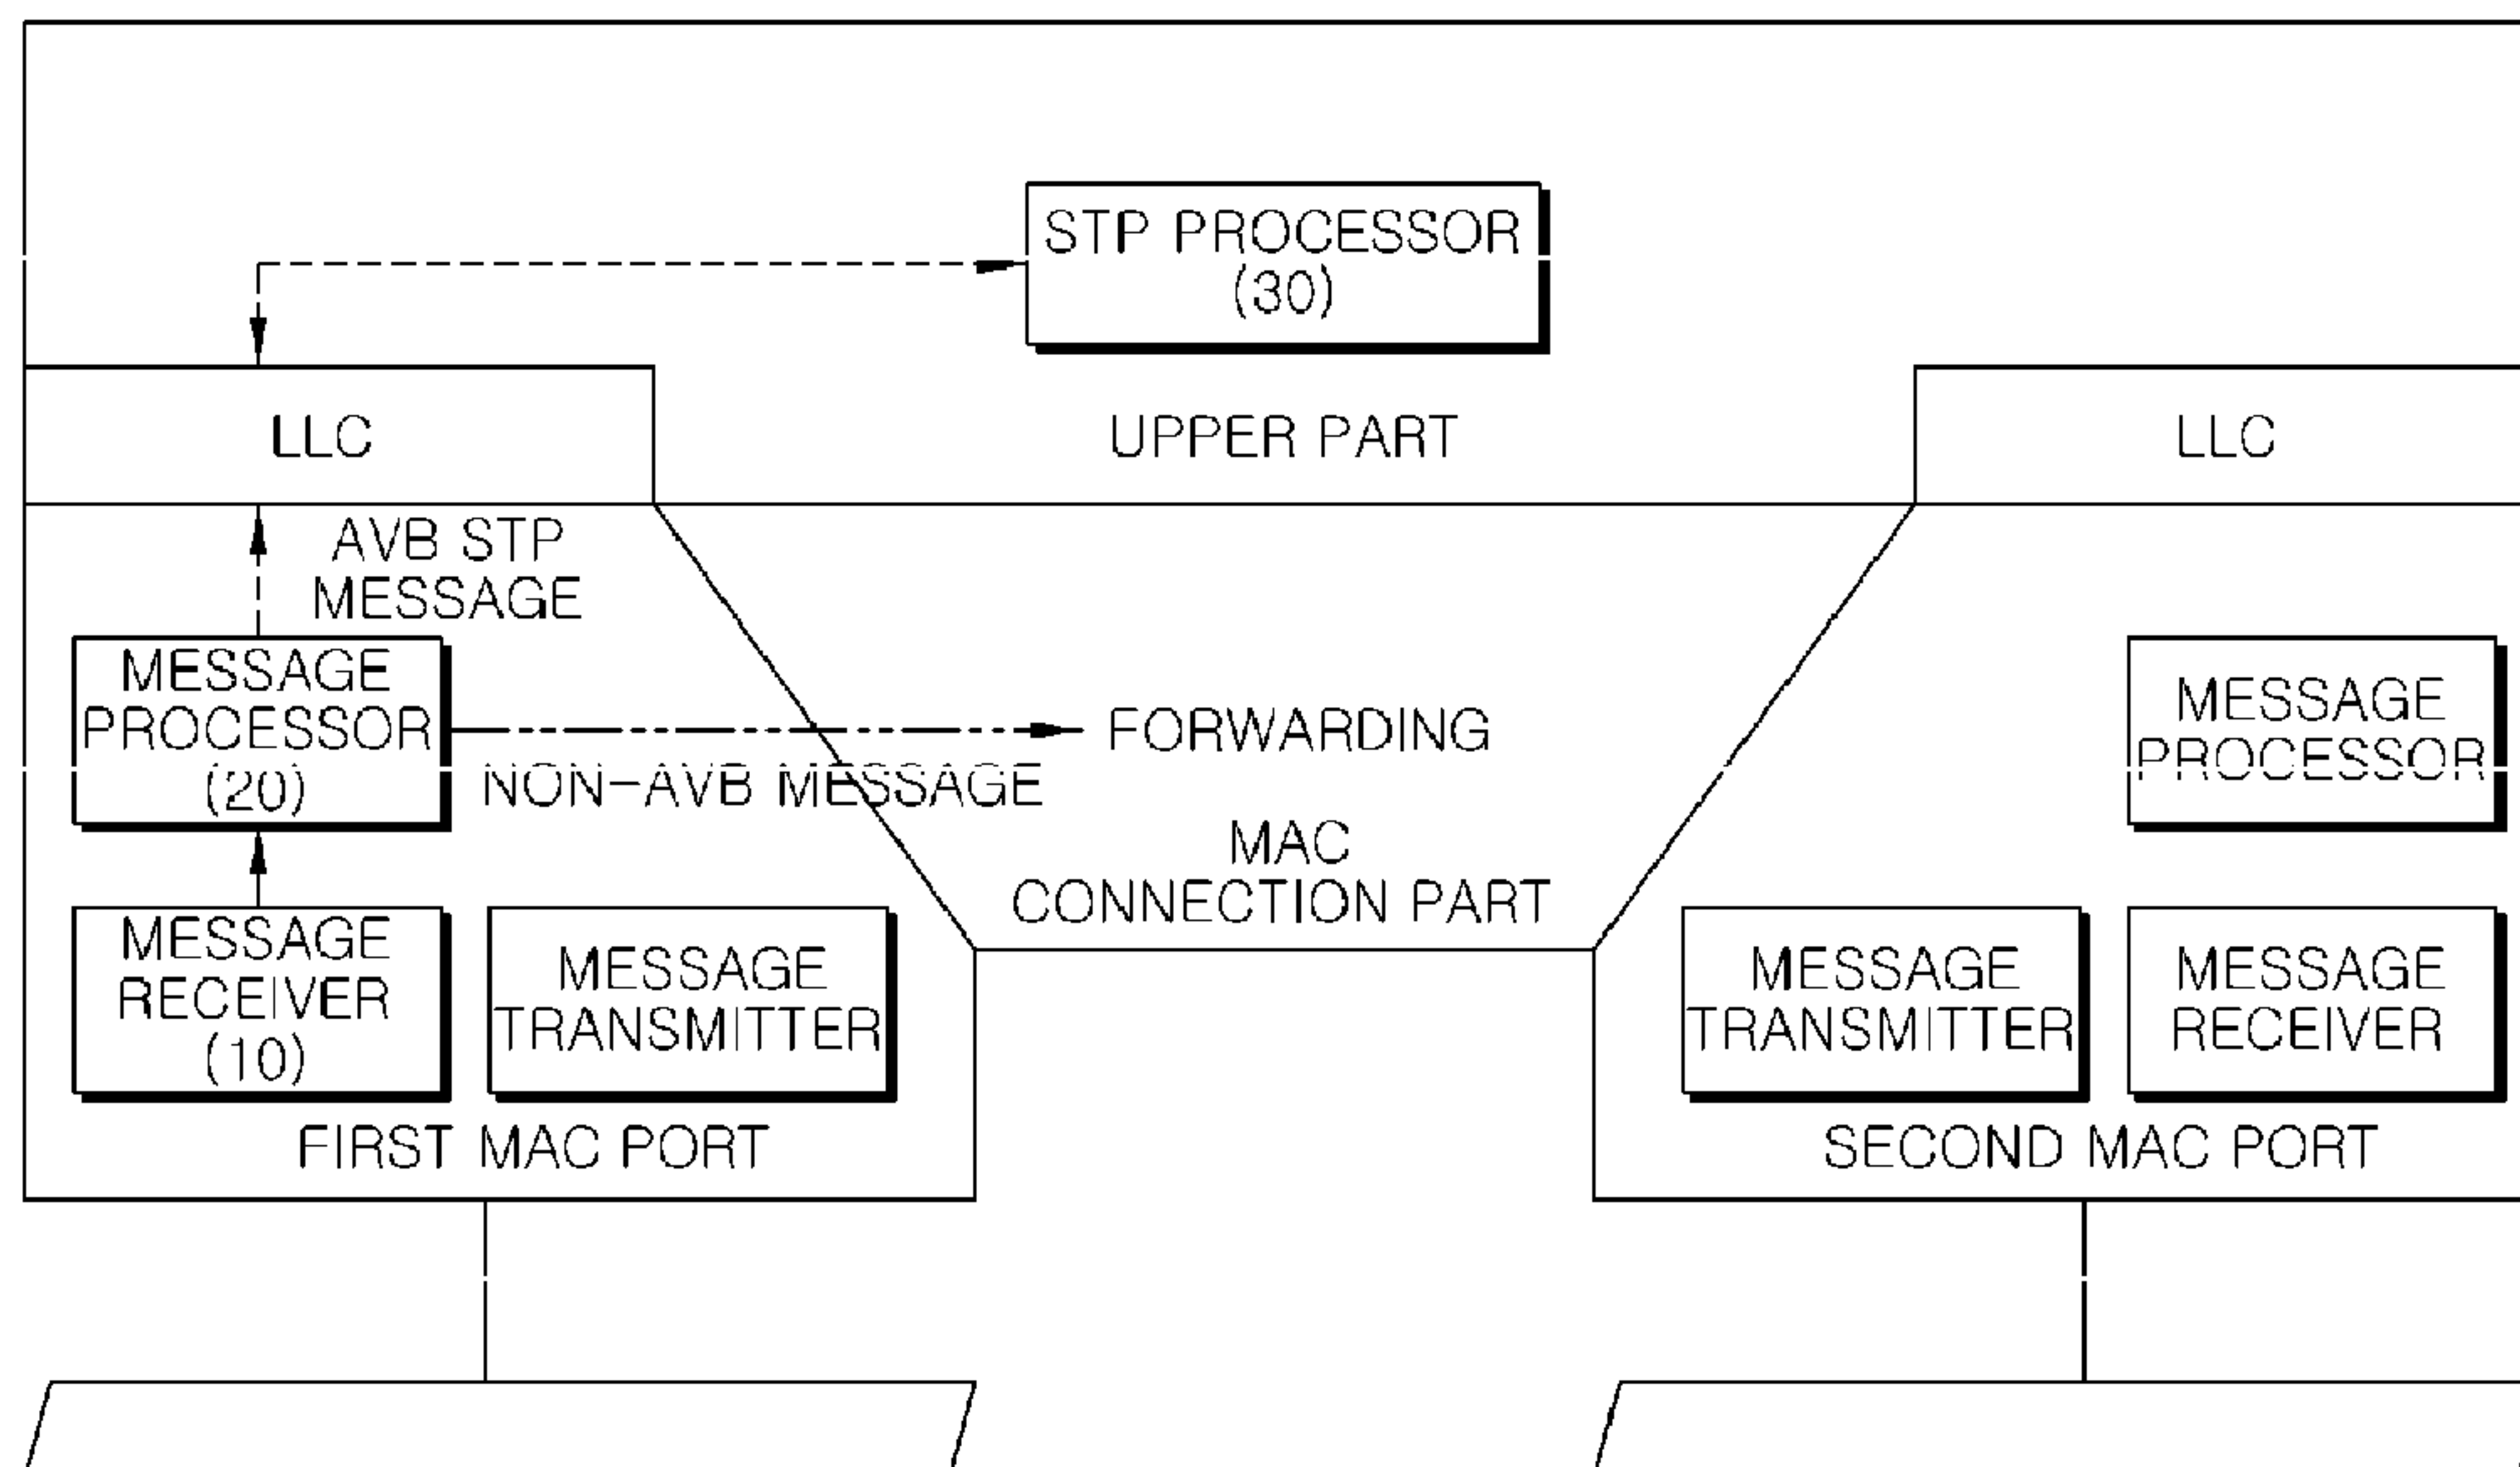 STP PROCESSOR
(30)
LLC
UPPER PART
LLC
AVB STP
MESSAGE
MESSAGE
PROCESSOR
(20)
NON-AVB MESSAGE
FORWARDING
MAC
CONNECTION PART
MESSAGE
PROCESSOR
MESSAGE
RECEIVER
(10)
MESSAGE
TRANSMITTER
FIRST MAC PORT
MESSAGE
TRANSMITTER
MESSAGE
RECEIVER
SECOND MAC PORT